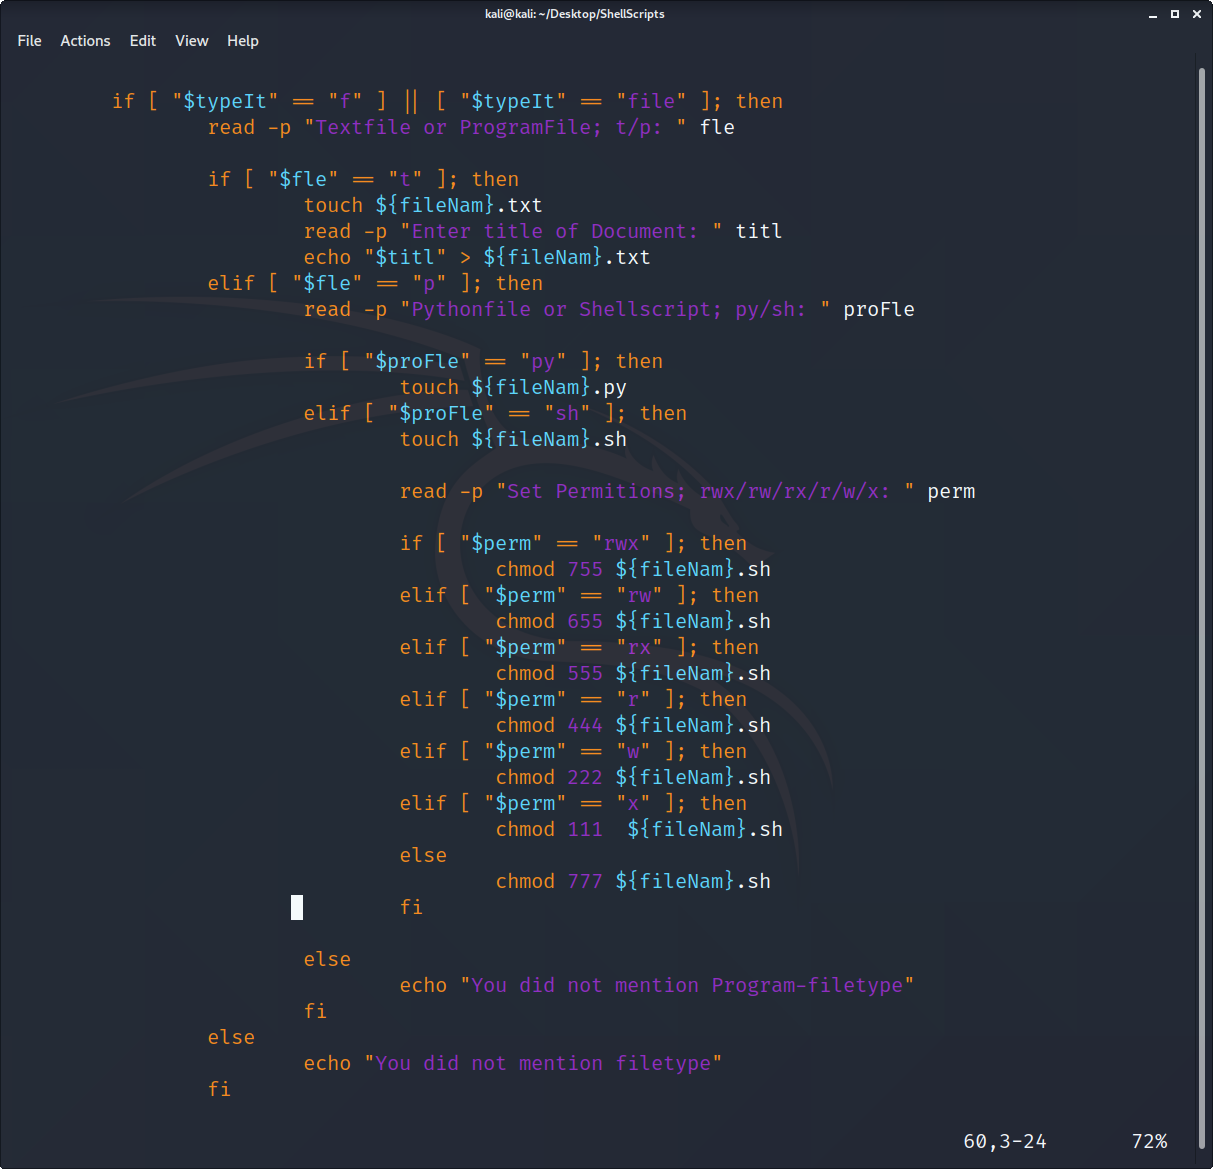 kali@kali: ~/Desktop/ShellScripts
File Actions Edit View Help
if [ "$typeIt" == "f" ] || [ "$typeIt" == "file" ]; then
read -p "Textfile or ProgramFile; t/p: " fle
if [ "$fle" == "t" ]; then
touch ${fileNam}.txt
read -p "Enter title of Document: " titl
echo "$titl" > ${fileNam}.txt
elif [ "$fle" == "p" ]; then
read -p "Pythonfile or Shellscript; py/sh: " proFle
if [ "$proFle" == "py" ]; then
touch ${fileNam}.py
elif [ "$proFle" == "sh" ]; then
touch ${fileNam}.sh
read -p "Set Permitions; rwx/rw/rx/r/w/x: " perm
if [ "$perm" == "rwx" ]; then
chmod 755 ${fileNam}.sh
elif [ "$perm" == "rw" ]; then
chmod 655 ${fileNam}.sh
elif [ "$perm" == "rx" ]; then
chmod 555 ${fileNam}.sh
elif [ "$perm" == "r" ]; then
chmod 444 ${fileNam}.sh
elif [ "$perm" == "w" ]; then
chmod 222 ${fileNam}.sh
elif [ "$perm" == "x" ]; then
chmod 111  ${fileNam}.sh
else
chmod 777 ${fileNam}.sh
fi
else
echo "You did not mention Program-filetype"
fi
else
echo "You did not mention filetype"
fi
60,3-24 72%